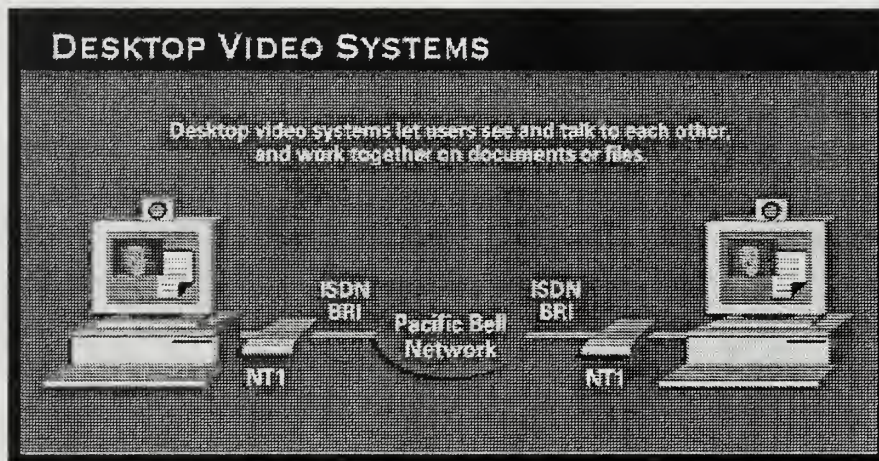 DESKTOP VIDEO SYSTEMS
Desktop video systems let users see and talk to each other,
and work together on documents or files.
ISDN
BRI
ISDN
BRI
Pacific Bell
Network
NT1
NT1